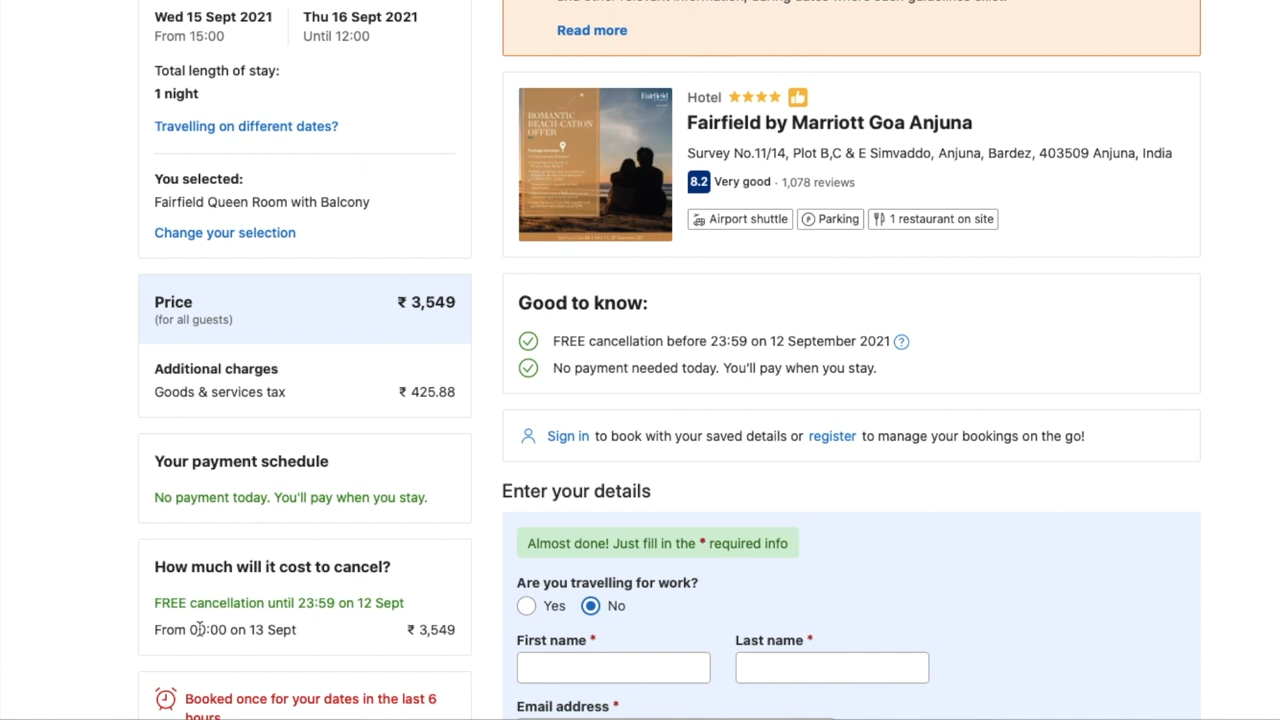 Wed 15 Sept 2021
Thu 16 Sept 2021
From 15:00
Until 12:00
Total length of stay:
1 night
Travelling on different dates?
You selected:
Fairfield Queen Room with Balcony
Change your selection
Price
₹ 3,549
(for all guests)
Additional charges
Goods & services tax
₹ 425.88
Your payment schedule
No payment today. You'll pay when you stay.
How much will it cost to cancel?
FREE cancellation until 23:59 on 12 Sept
From 00:00 on 13 Sept
₹ 3,549
Booked once for your dates in the last 6
hours
Read more
Fairfield
ROMANTIC
BEACH-CATION
OFFER
Hotel
Fairfield by Marriott Goa Anjuna
Survey No.11/14, Plot B,C & E Simvaddo, Anjuna, Bardez, 403509 Anjuna, India
8.2 Very good · 1,078 reviews
Airport shuttle
Parking
1 restaurant on site
Good to know:
FREE cancellation before 23:59 on 12 September 2021 ?
No payment needed today. You'll pay when you stay.
Sign in to book with your saved details or register to manage your bookings on the go!
Enter your details
Almost done! Just fill in the * required info
Are you travelling for work?
Yes
No
First name *
Last name *
Email address *